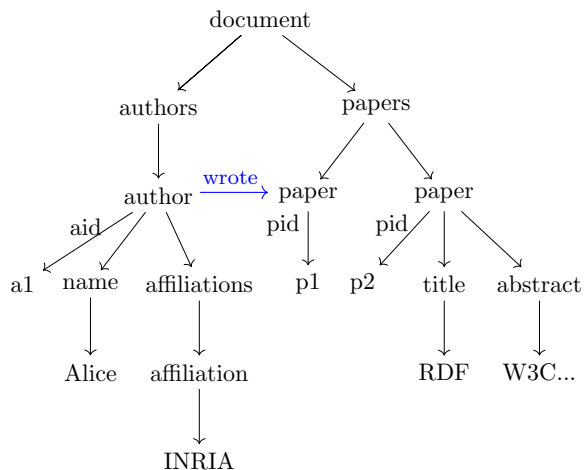 document
authors papers
wrote
author paper paper
aid pid pid
a1 name affiliations p1 p2 title abstract
Alice affiliation RDF W3C...
INRIA